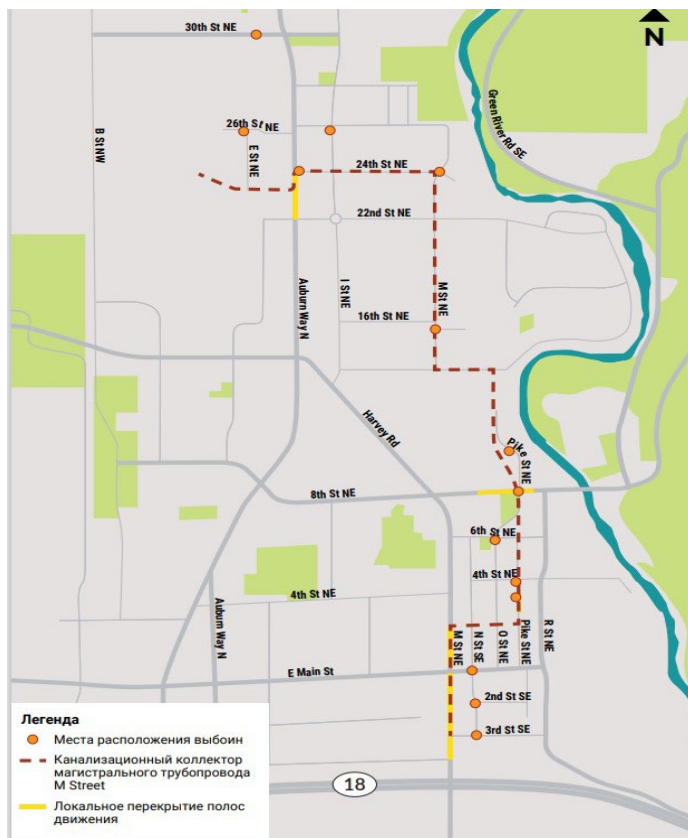 30th St NE
N
B St NW
26th St NE
E St NE
Green River Rd SE
24th St NE
22nd St NE
Auburn Way N
I St NE
M St NE
16th St NE
Harvey Rd
Pike St NE
8th St NE
6th St NE
4th St NE
4th St NE
Auburn Way N
M St NE
N St SE
O St NE
Pike St NE
R St NE
E Main St
2nd St SE
3rd St SE
18
Легенда
Места расположения выбоин
Канализационный коллектор
магистрального трубопровода
M Street
Локальное перекрытие полос
движения